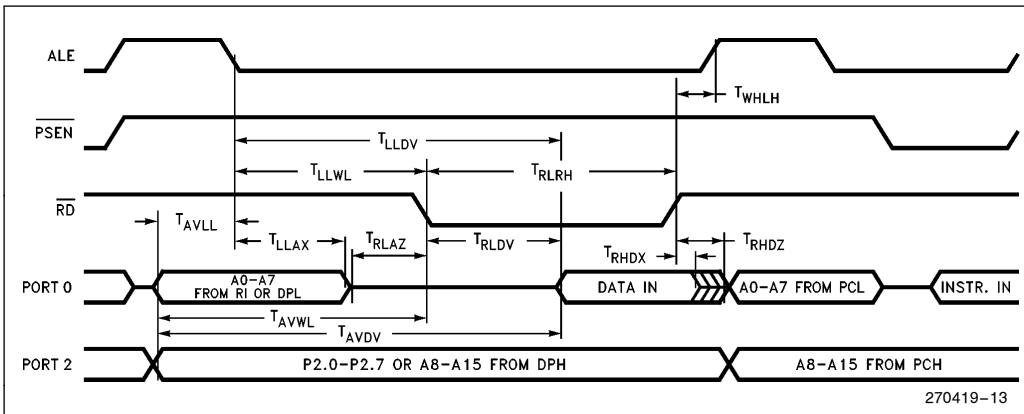 ALE
T_WHLH
PSEN
T_LLDV
T_LLWL
T_RLRH
RD
T_AVLL
T_LLAX
T_RLAZ
T_RLDV
T_RHDX
T_RHDZ
PORT 0
A0–A7
FROM RI OR DPL
DATA IN
A0–A7 FROM PCL
INSTR. IN
T_AVWL
T_AVDV
PORT 2
P2.0–P2.7 OR A8–A15 FROM DPH
A8–A15 FROM PCH
270419–13